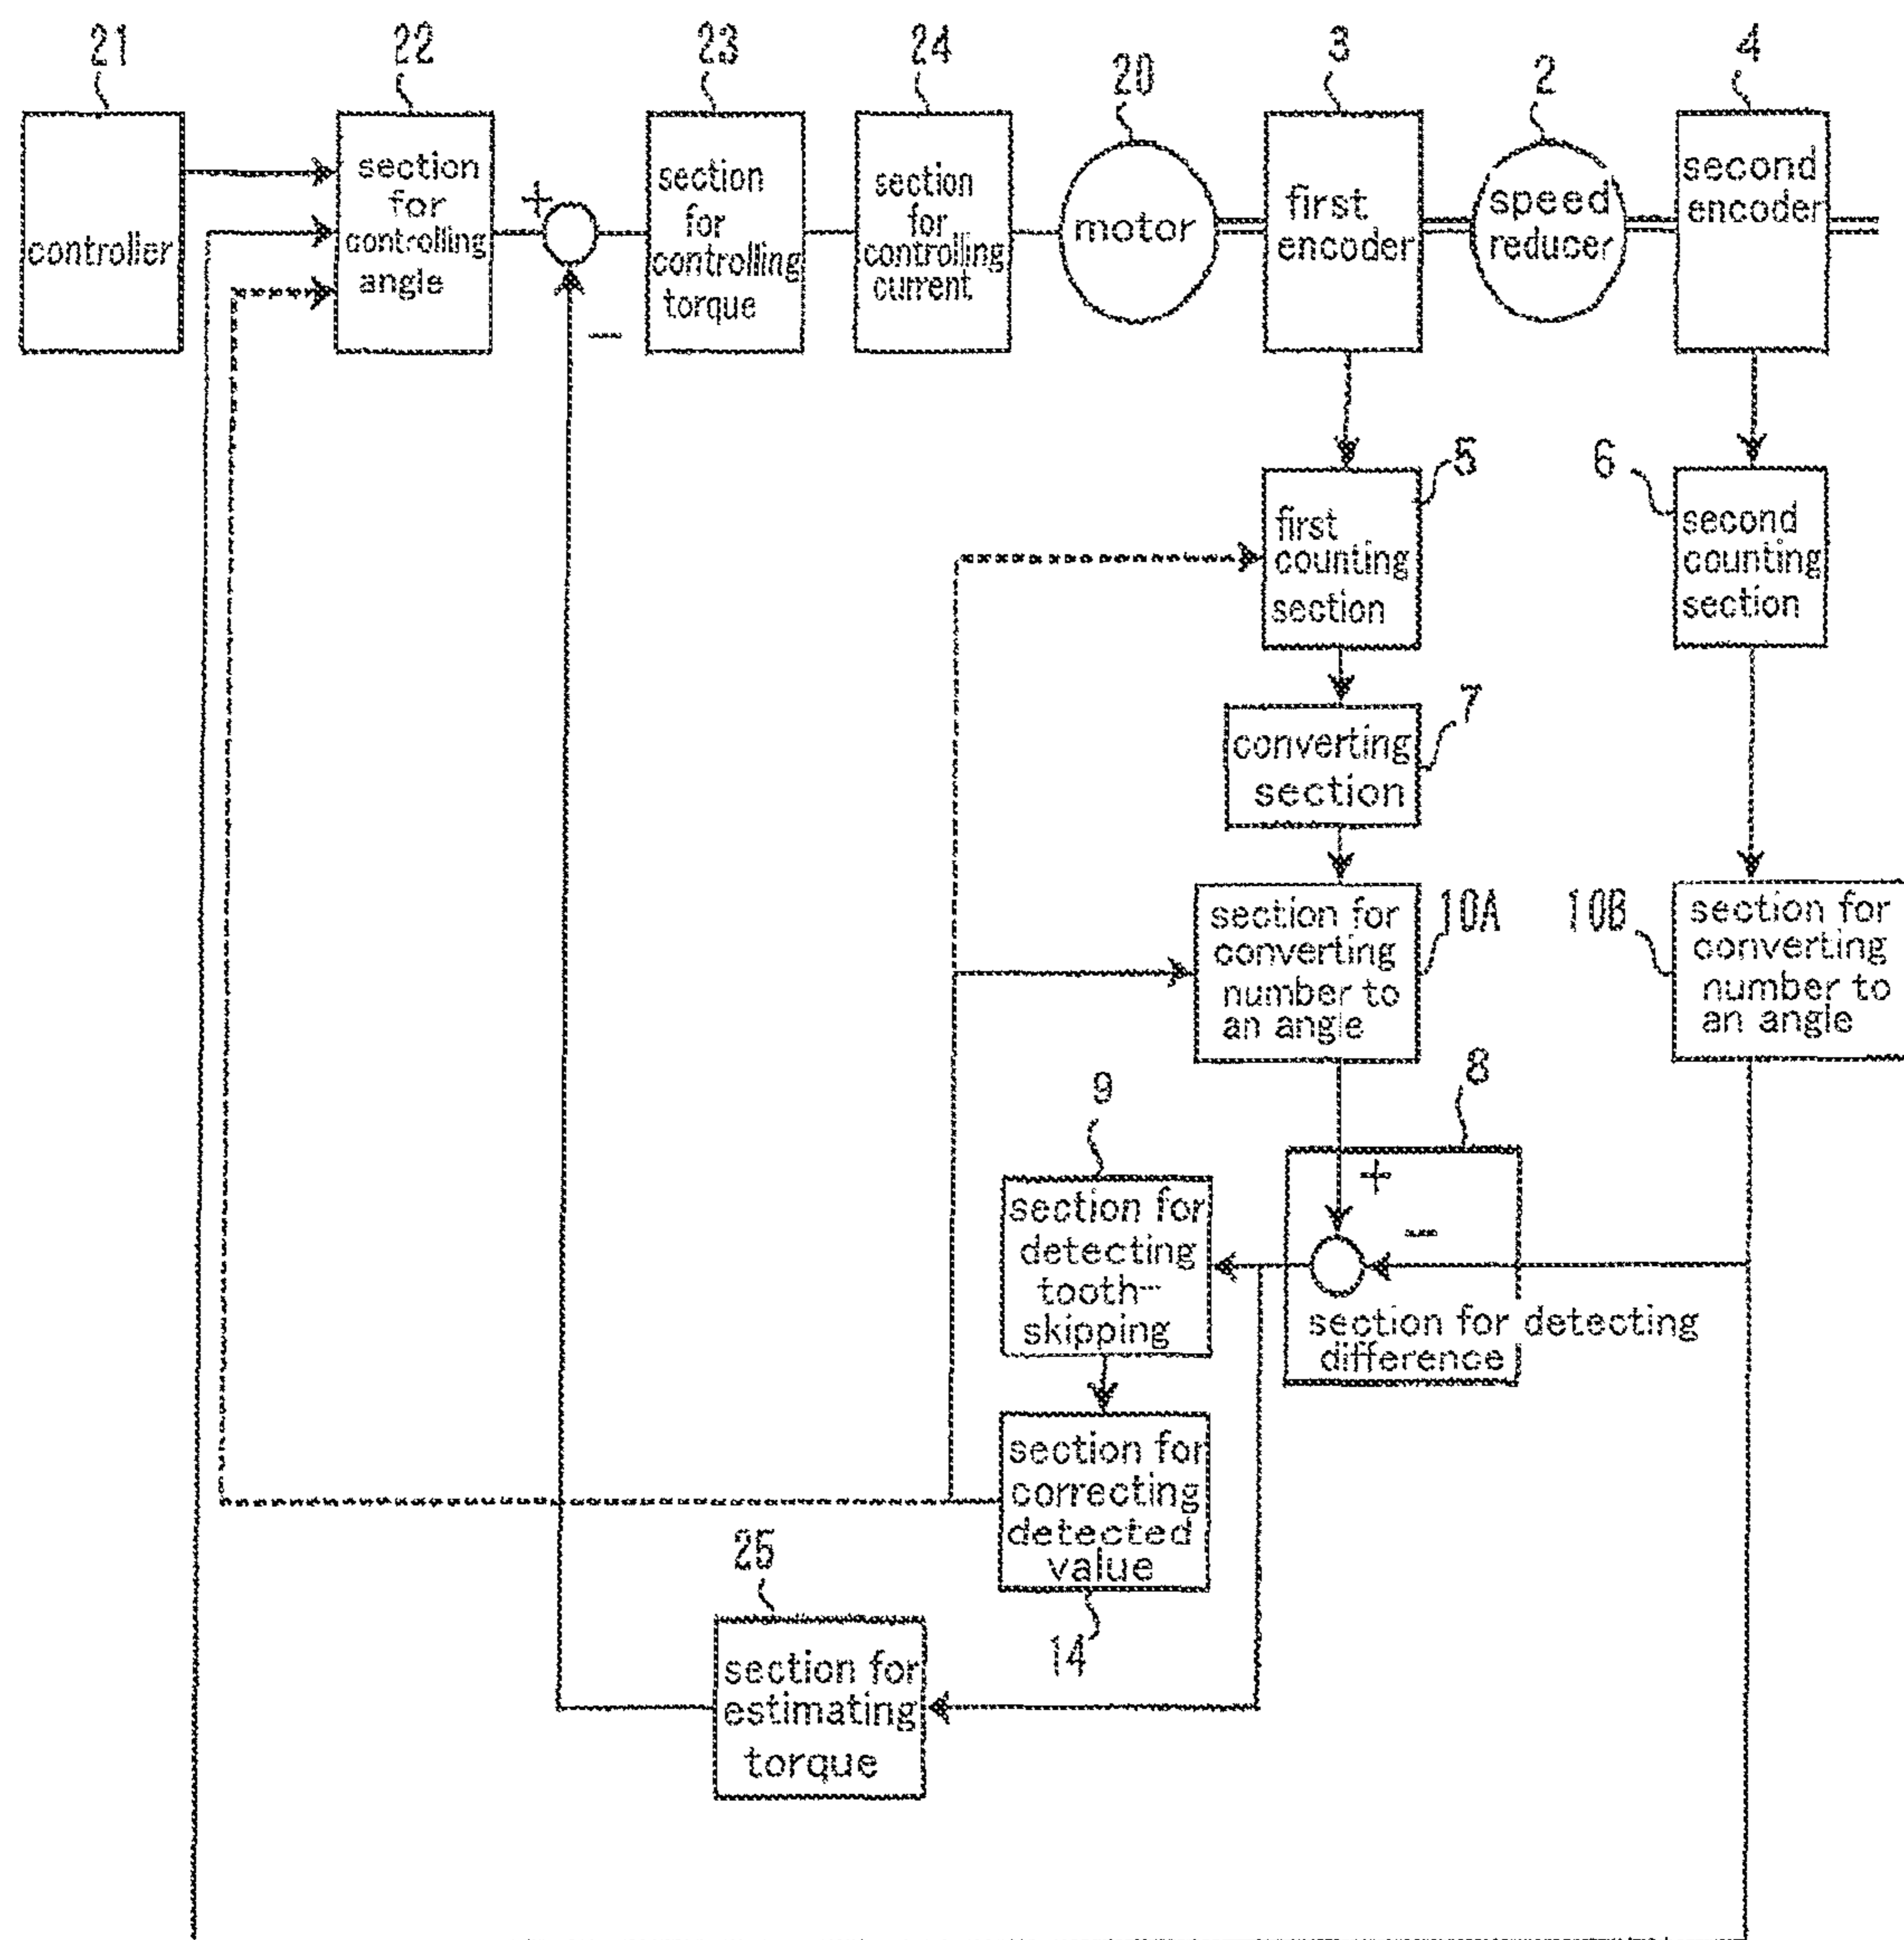 21
22
23
24
20
3
2
4
controller
section
for
controlling
angle
+
−
section
for
controlling
torque
section
for
controlling
current
motor
first
encoder
speed
reducer
second
encoder
5
first
counting
section
6
second
counting
section
7
converting
section
10A
section for
converting
number to
an angle
10B
section for
converting
number to
an angle
9
section for
detecting
tooth-
skipping
8
+
−
section for detecting
difference
section for
correcting
detected
value
14
25
section for
estimating
torque